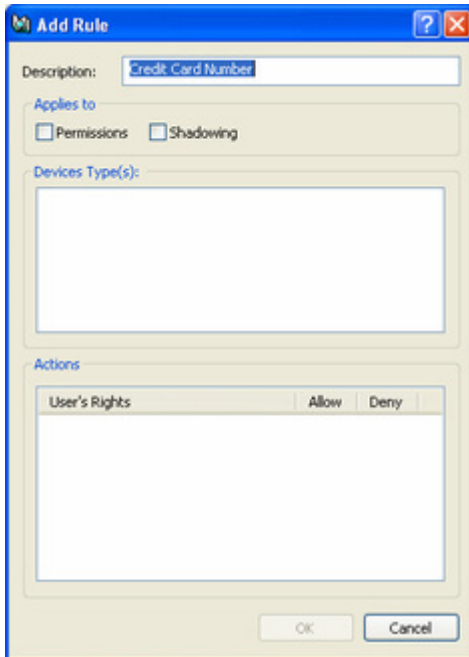 Add Rule
Description: Credit Card Number
Applies to
Permissions Shadowing
Devices Type(s):
Actions
User's Rights Allow Deny
OK Cancel